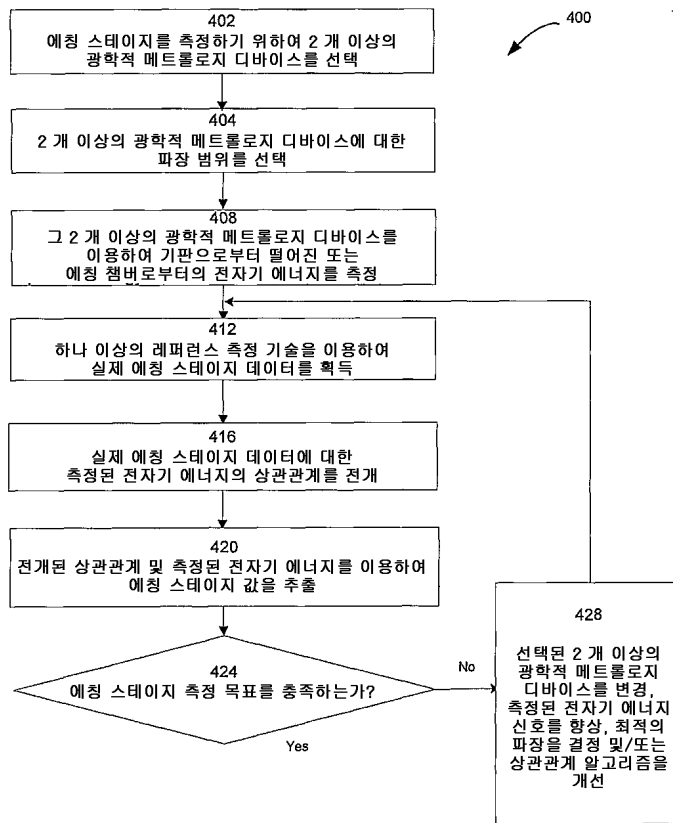 400
402
에칭 스테이지를 측정하기 위하여 2 개 이상의
광학적 메트롤로지 디바이스를 선택
404
2 개 이상의 광학적 메트롤로지 디바이스에 대한
파장 범위를 선택
408
그 2 개 이상의 광학적 메트롤로지 디바이스를
이용하여 기판으로부터 떨어진 또는
에칭 챔버로부터의 전자기 에너지를 측정
412
하나 이상의 레퍼런스 측정 기술을 이용하여
실제 에칭 스테이지 데이터를 획득
416
실제 에칭 스테이지 데이터에 대한
측정된 전자기 에너지의 상관관계를 전개
420
전개된 상관관계 및 측정된 전자기 에너지를 이용하여
에칭 스테이지 값을 추출
424
에칭 스테이지 측정 목표를 충족하는가?
No
Yes
428
선택된 2 개 이상의
광학적 메트롤로지
디바이스를 변경,
측정된 전자기 에너지
신호를 향상, 최적의
파장을 결정 및/또는
상관관계 알고리즘을
개선